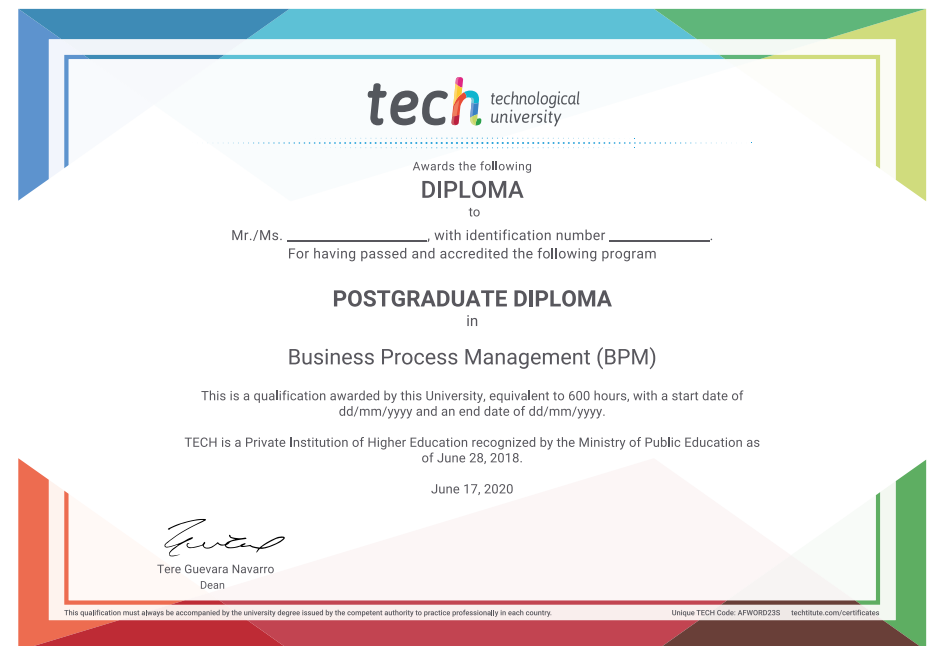 tech technological
university
Awards the following
DIPLOMA
to
Mr./Ms. ____________________, with identification number ______________.
For having passed and accredited the following program
POSTGRADUATE DIPLOMA
in
Business Process Management (BPM)
This is a qualification awarded by this University, equivalent to 600 hours, with a start date of
dd/mm/yyyy and an end date of dd/mm/yyyy.
TECH is a Private Institution of Higher Education recognized by the Ministry of Public Education as
of June 28, 2018.
June 17, 2020
Tere Guevara Navarro
Dean
This qualification must always be accompanied by the university degree issued by the competent authority to practice professionally in each country. Unique TECH Code: AFWORD23S techtitute.com/certificates